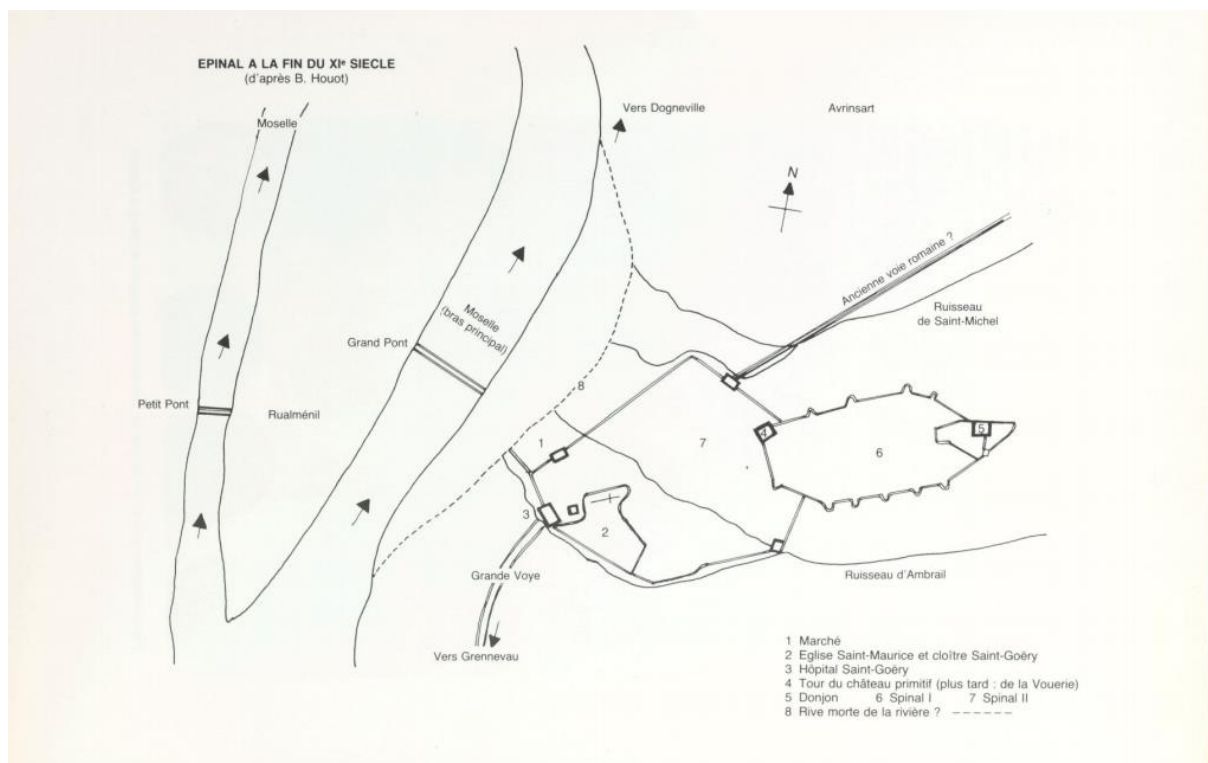 EPINAL A LA FIN DU XIe SIECLE
(d'après B. Houot)
Moselle
Vers Dogneville
Avrinsart
N
Ancienne voie romaine ?
Ruisseau
de Saint-Michel
Moselle
(bras principal)
Grand Pont
Petit Pont
Rualménil
8
1
7
4
5
6
3
2
Grande Voye
Ruisseau d'Ambrail
Vers Grennevau
1 Marché
2 Eglise Saint-Maurice et cloître Saint-Goëry
3 Hôpital Saint-Goëry
4 Tour du château primitif (plus tard : de la Vouerie)
5 Donjon 6 Spinal I 7 Spinal II
8 Rive morte de la rivière ? ------